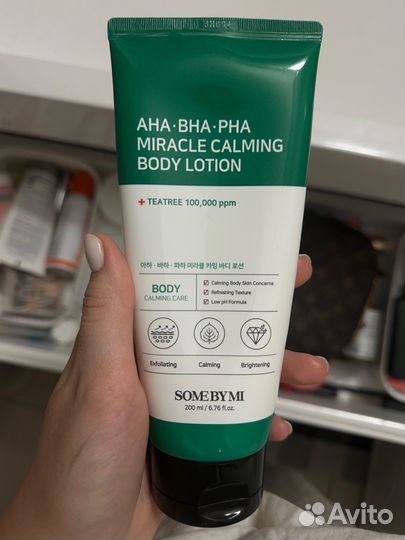 AHA·BHA·PHA
MIRACLE CALMING
BODY LOTION
+ TEATREE 100,000 ppm
아하 · 바하 · 파하 미라클 카밍 바디 로션
BODY
CALMING CARE
Calming Body Skin Concerns
Refreshing Texture
Low pH Formula
Exfoliating
Calming
Brightening
SOMEBYMI
200 ml / 6.76 fl.oz.
Avito